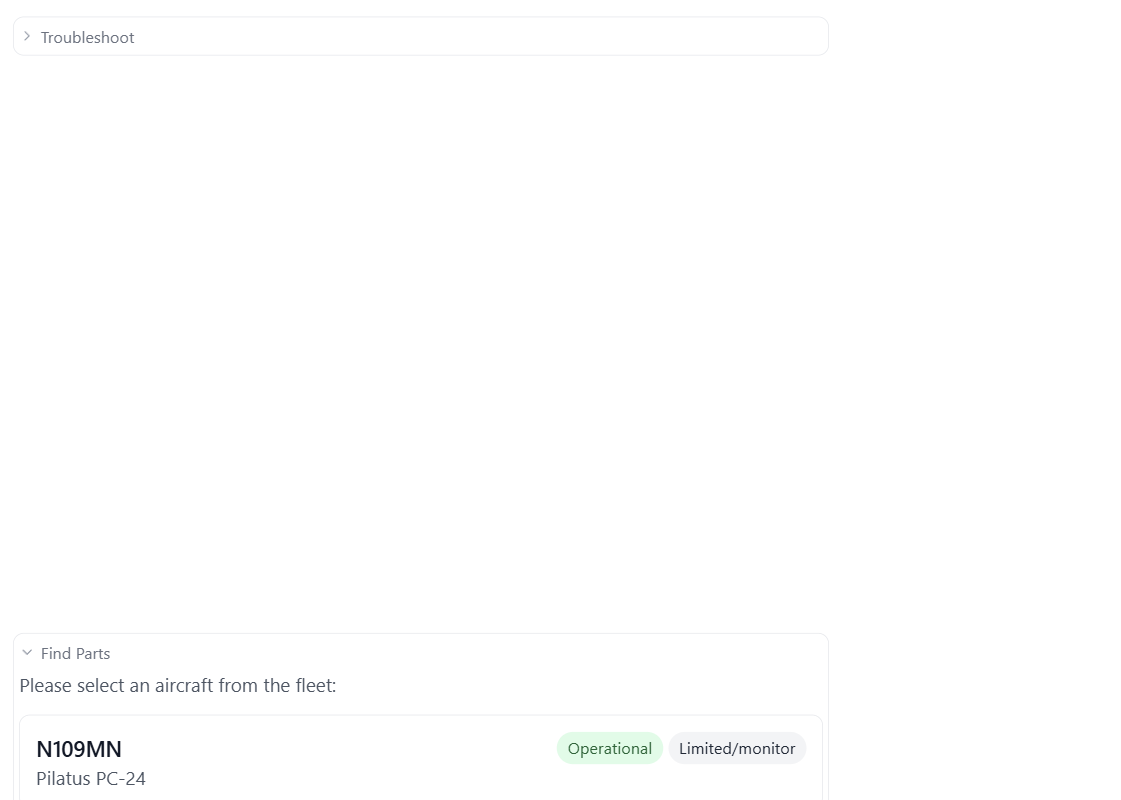 Troubleshoot
Find Parts
Please select an aircraft from the fleet:
N109MN
Operational
Limited/monitor
Pilatus PC-24